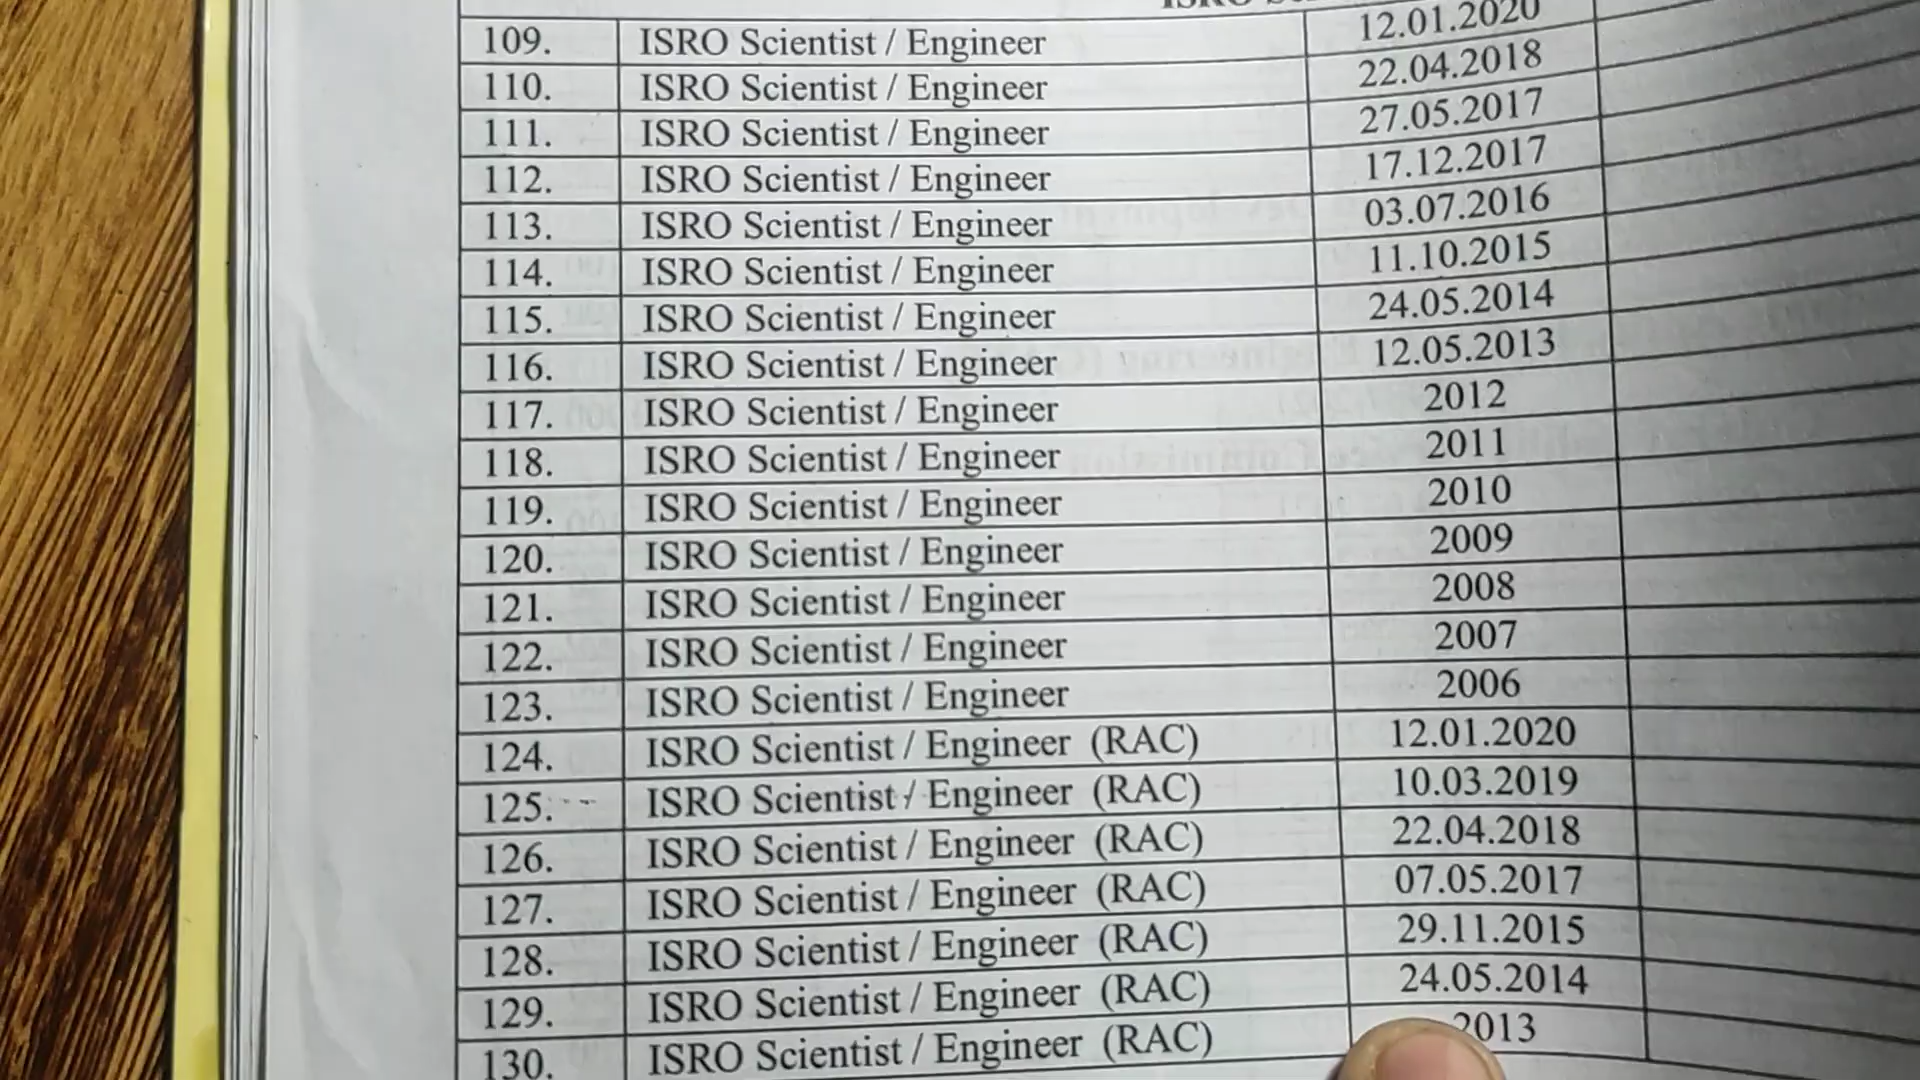 109. ISRO Scientist / Engineer 12.01.2020
110. ISRO Scientist / Engineer 22.04.2018
111. ISRO Scientist / Engineer 27.05.2017
112. ISRO Scientist / Engineer 17.12.2017
113. ISRO Scientist / Engineer 03.07.2016
114. ISRO Scientist / Engineer 11.10.2015
115. ISRO Scientist / Engineer 24.05.2014
116. ISRO Scientist / Engineer 12.05.2013
117. ISRO Scientist / Engineer 2012
118. ISRO Scientist / Engineer 2011
119. ISRO Scientist / Engineer 2010
120. ISRO Scientist / Engineer 2009
121. ISRO Scientist / Engineer 2008
122. ISRO Scientist / Engineer 2007
123. ISRO Scientist / Engineer 2006
124. ISRO Scientist / Engineer (RAC) 12.01.2020
125. ISRO Scientist / Engineer (RAC) 10.03.2019
126. ISRO Scientist / Engineer (RAC) 22.04.2018
127. ISRO Scientist / Engineer (RAC) 07.05.2017
128. ISRO Scientist / Engineer (RAC) 29.11.2015
129. ISRO Scientist / Engineer (RAC) 24.05.2014
130. ISRO Scientist / Engineer (RAC) 2013